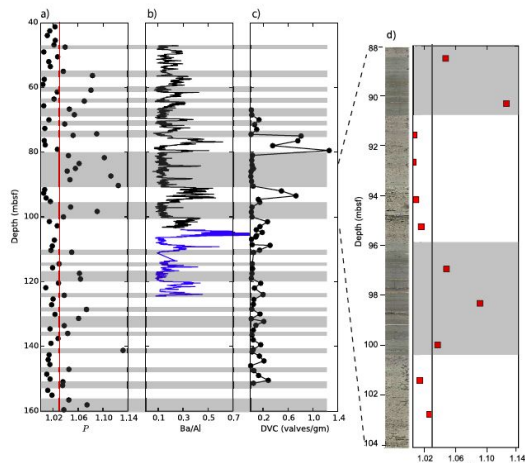 a) b) c) d)
40
60
80
100
120
140
160
Depth (mbsf)
1.02 1.06 1.10 1.14
P
0.1 0.3 0.5 0.7
Ba/Al
0.0 0.6 1.0 1.4
DVC (valves/gm)
88
90
92
94
96
98
100
102
104
Depth (mbsf)
1.02 1.06 1.10 1.14